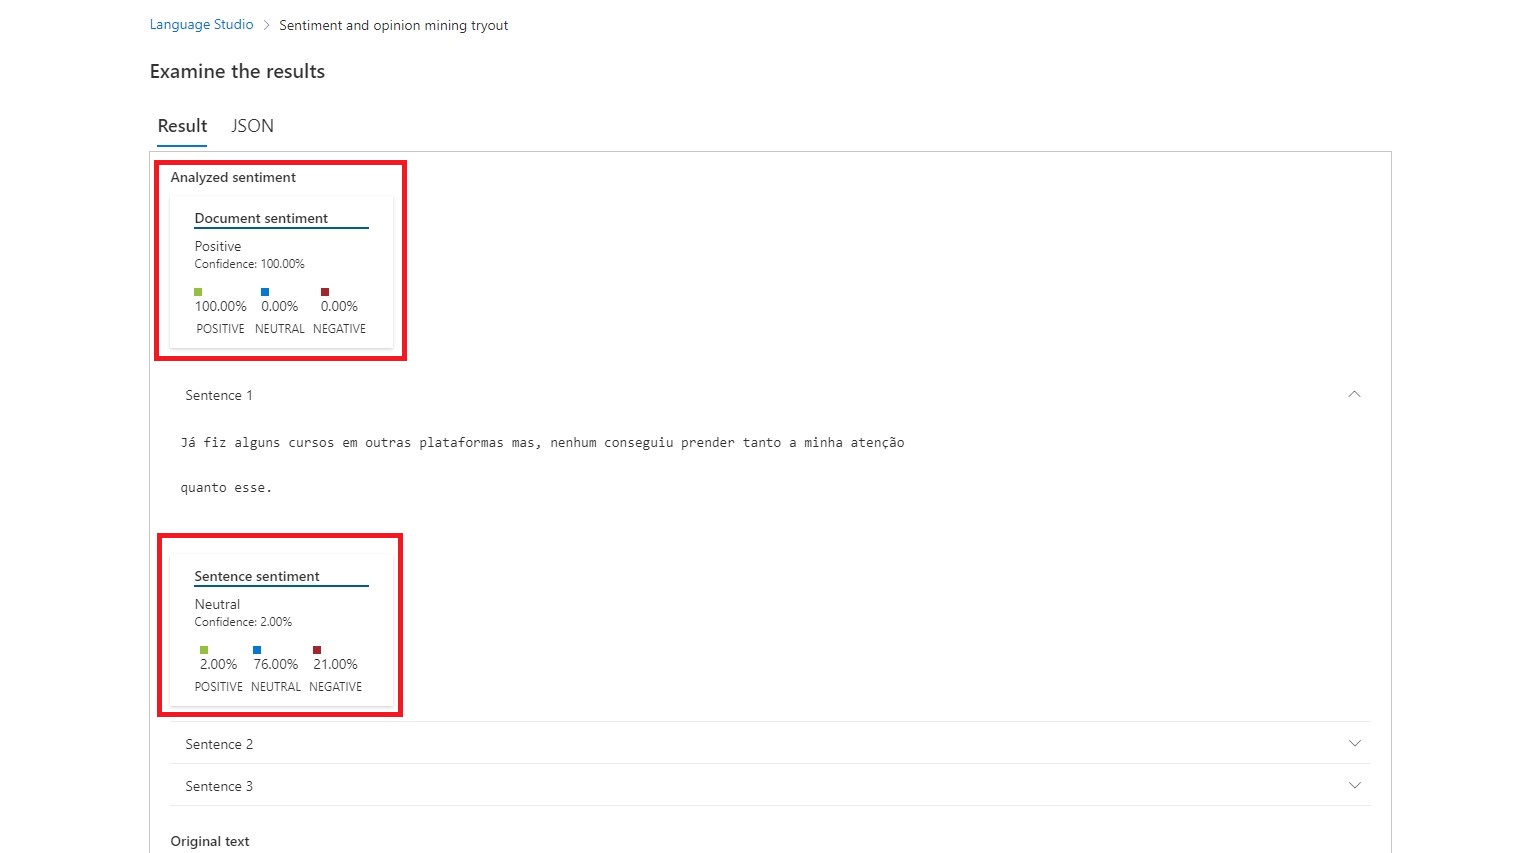 Language Studio > Sentiment and opinion mining tryout
Examine the results
Result JSON
Analyzed sentiment
Document sentiment
Positive
Confidence: 100.00%
100.00% 0.00% 0.00%
POSITIVE NEUTRAL NEGATIVE
Sentence 1
Já fiz alguns cursos em outras plataformas mas, nenhum conseguiu prender tanto a minha atenção
quanto esse.
Sentence sentiment
Neutral
Confidence: 2.00%
2.00% 76.00% 21.00%
POSITIVE NEUTRAL NEGATIVE
Sentence 2
Sentence 3
Original text